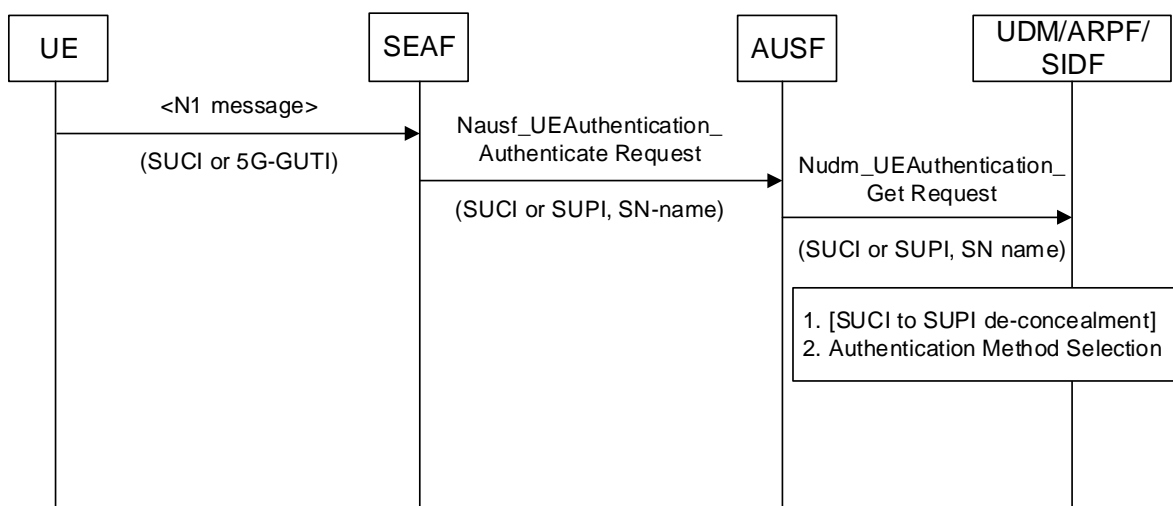 UE
SEAF
AUSF
UDM/ARPF/
SIDF
<N1 message>
(SUCI or 5G-GUTI)
Nausf_UEAuthentication_
Authenticate Request
(SUCI or SUPI, SN-name)
Nudm_UEAuthentication_
Get Request
(SUCI or SUPI, SN name)
1. [SUCI to SUPI de-concealment]
2. Authentication Method Selection